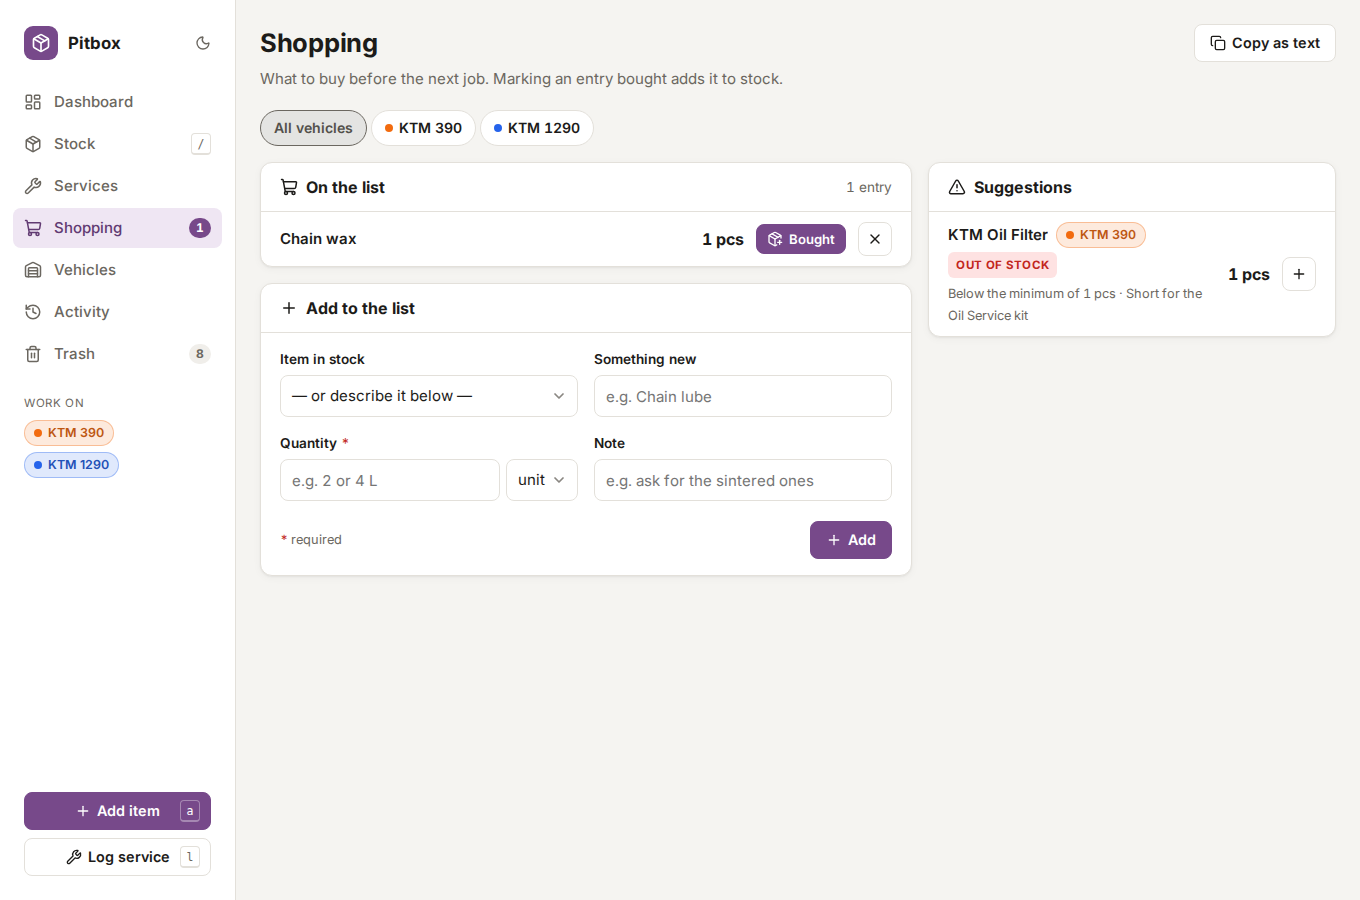 Pitbox
Dashboard
Stock /
Services
Shopping 1
Vehicles
Activity
Trash 8
WORK ON
KTM 390
KTM 1290
Add item a
Log service l
Shopping
Copy as text
What to buy before the next job. Marking an entry bought adds it to stock.
All vehicles KTM 390 KTM 1290
On the list 1 entry
Chain wax 1 pcs Bought
Add to the list
Item in stock Something new
— or describe it below — e.g. Chain lube
Quantity * Note
e.g. 2 or 4 L unit e.g. ask for the sintered ones
* required Add
Suggestions
KTM Oil Filter KTM 390
OUT OF STOCK
1 pcs
Below the minimum of 1 pcs · Short for the
Oil Service kit